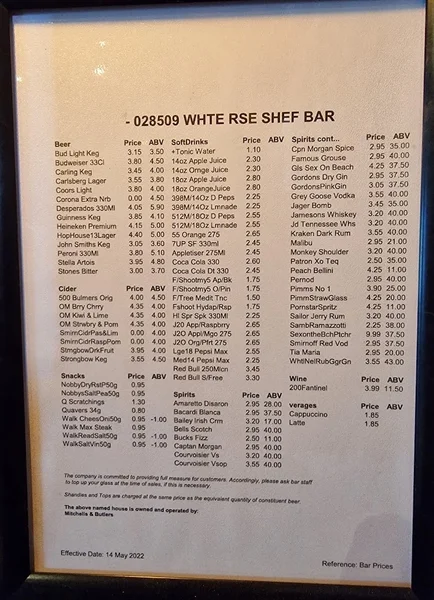 - 028509 WHTE RSE SHEF BAR
Beer Price ABV
Bud Light Keg 3.15 3.50
Budweiser 33Cl 3.80 4.50
Carling Keg 3.45 4.00
Carlsberg Lager 3.55 3.80
Coors Light 3.80 4.00
Corona Extra Nrb 0.00 4.50
Desperados 330Ml 4.05 5.90
Guinness Keg 3.85 4.10
Heineken Premium 4.15 5.00
HopHouse13Lager 4.40 5.00
John Smiths Keg 3.05 3.60
Peroni 330Ml 3.80 5.10
Stella Artois 3.95 4.80
Stones Bitter 3.00 3.70
Cider Price ABV
500 Bulmers Orig 4.00 4.50
OM Brry Chrry 4.35 4.00
OM Kiwi & Lime 4.35 4.00
OM Strwbry & Pom 4.35 4.00
SmirnCidrPas&Lim 0.00 4.00
SmirnCidrRaspPom 0.00 4.00
StrngbowDrkFruit 3.95 4.00
Strongbow Keg 3.55 4.50
Snacks Price ABV
NobbyDryRstP50g 0.95
NobbysSaltPea50g 0.95
Q Scratchings 1.30
Quavers 34g 0.80
Walk CheesOni50g 0.95 -1.00
Walk Max Steak 0.95
WalkReadSalt50g 0.95 -1.00
WalkSaltVin50g 0.95 -1.00
SoftDrinks Price ABV
+Tonic Water 1.10
14oz Apple Juice 2.30
14oz Ornge Juice 2.30
18oz Apple Juice 2.80
18oz OrangeJuice 2.80
398M/14Oz D Peps 2.25
398M/14Oz Lmnade 2.25
512M/18Oz D Peps 2.55
512M/18Oz Lmnade 2.55
55 Orange 275 2.65
7UP SF 330ml 2.45
Appletiser 275Ml 2.45
Coca Cola 330 2.60
Coca Cola Dt 330 2.50
F/Shootmy5 Ap/Bk 1.75
F/Shootmy5 O/Pin 1.75
F/Tree Medit Tnc 1.50
Fshoot Hydap/Rsp 1.75
Hl Spr Spk 330Ml 2.25
J20 App/Raspbrry 2.65
J20 Appl/Mgo 275 2.65
J20 Org/Pfrt 275 2.65
Lge18 Pepsi Max 2.55
Med14 Pepsi Max 2.25
Red Bull 250Mln 3.45
Red Bull S/Free 3.30
Spirits Price ABV
Amaretto Disaron 2.95 28.00
Bacardi Blanca 2.95 37.50
Bailey Irish Crm 3.20 17.00
Bells Scotch 2.95 40.00
Bucks Fizz 2.50 11.00
Captan Morgan 2.95 40.00
Courvoisier Vs 3.20 40.00
Courvoisier Vsop 3.55 40.00
Spirits cont... Price ABV
Cpn Morgan Spice 2.95 35.00
Famous Grouse 2.95 40.00
Gls Sex On Beach 4.25 37.50
Gordons Dry Gin 2.95 37.50
GordonsPinkGin 3.05 37.50
Grey Goose Vodka 3.55 40.00
Jager Bomb 3.45 35.00
Jamesons Whiskey 3.20 40.00
Jd Tennessee Whs 3.20 40.00
Kraken Dark Rum 3.55 40.00
Malibu 2.95 21.00
Monkey Shoulder 3.20 40.00
Patron Xo Teq 2.50 35.00
Peach Bellini 4.25 11.00
Pernod 2.95 40.00
Pimms No 1 3.90 25.00
PimmStrawGlass 4.25 20.00
PornstarSpritz 4.25 11.00
Sailor Jerry Rum 3.20 40.00
SambRamazzotti 2.25 38.00
SexontheBchPtchr 9.99 37.50
Smirnoff Red Vod 2.95 37.50
Tia Maria 2.95 20.00
WhtlNelRubGgrGn 3.55 43.00
Wine Price ABV
200Fantinel 3.99 11.50
verages Price ABV
Cappuccino 1.85
Latte 1.85
The company is committed to providing full measure for customers. Accordingly, please ask bar staff
to top up your glass at the time of sales, if this is necessary.
Shandies and Tops are charged at the same price as the equivalent quantity of constituent beer.
The above named house is owned and operated by:
Mitchells & Butlers
Effective Date: 14 May 2022
Reference: Bar Prices